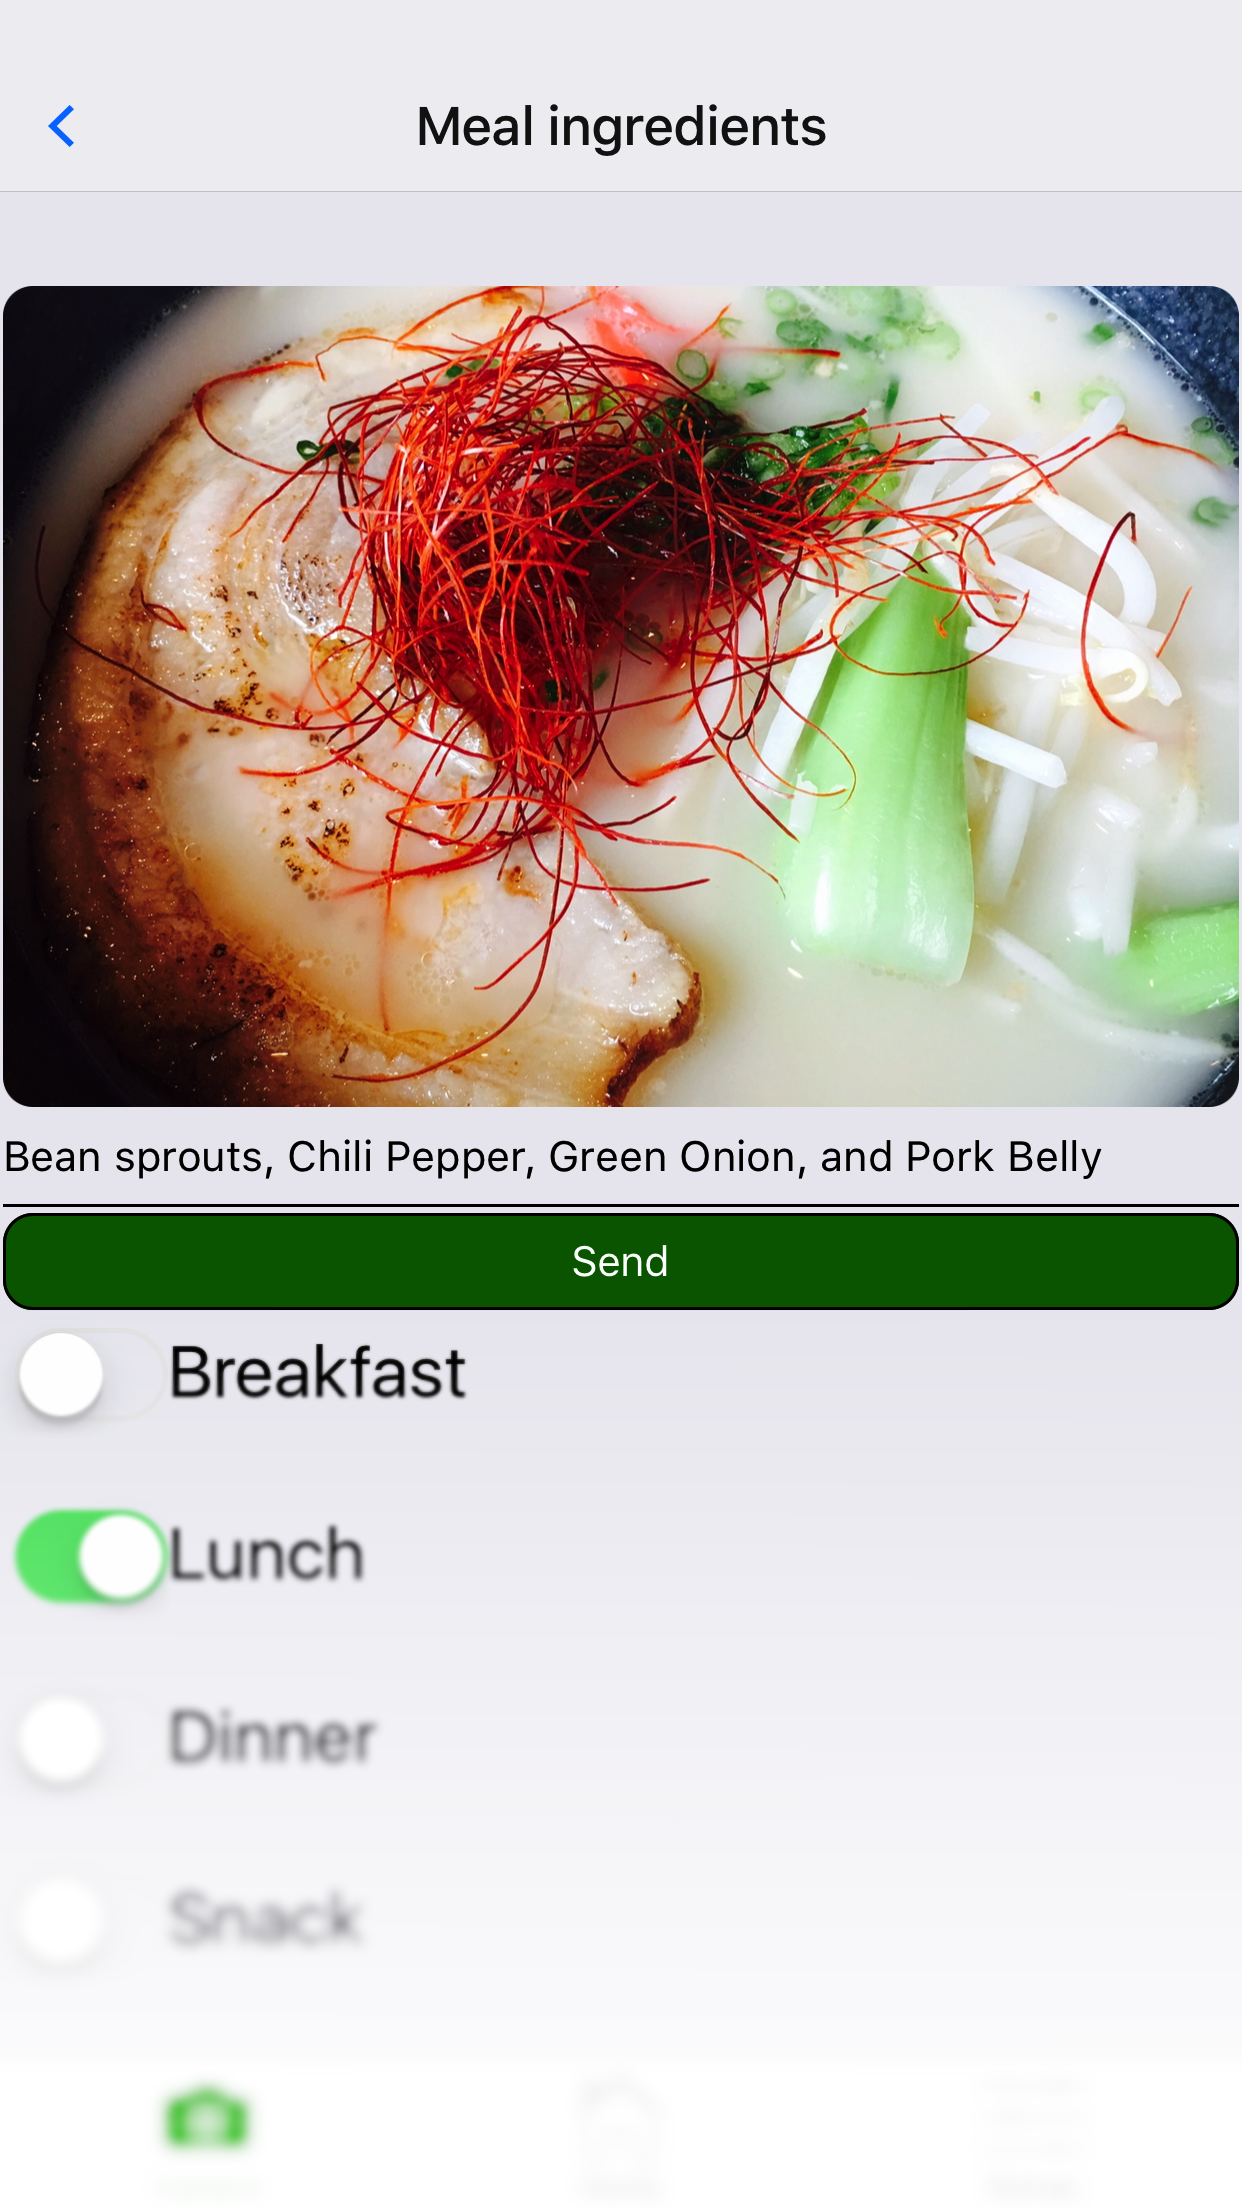 Meal ingredients
Bean sprouts, Chili Pepper, Green Onion, and Pork Belly
Send
Breakfast
Lunch
Dinner
Snack